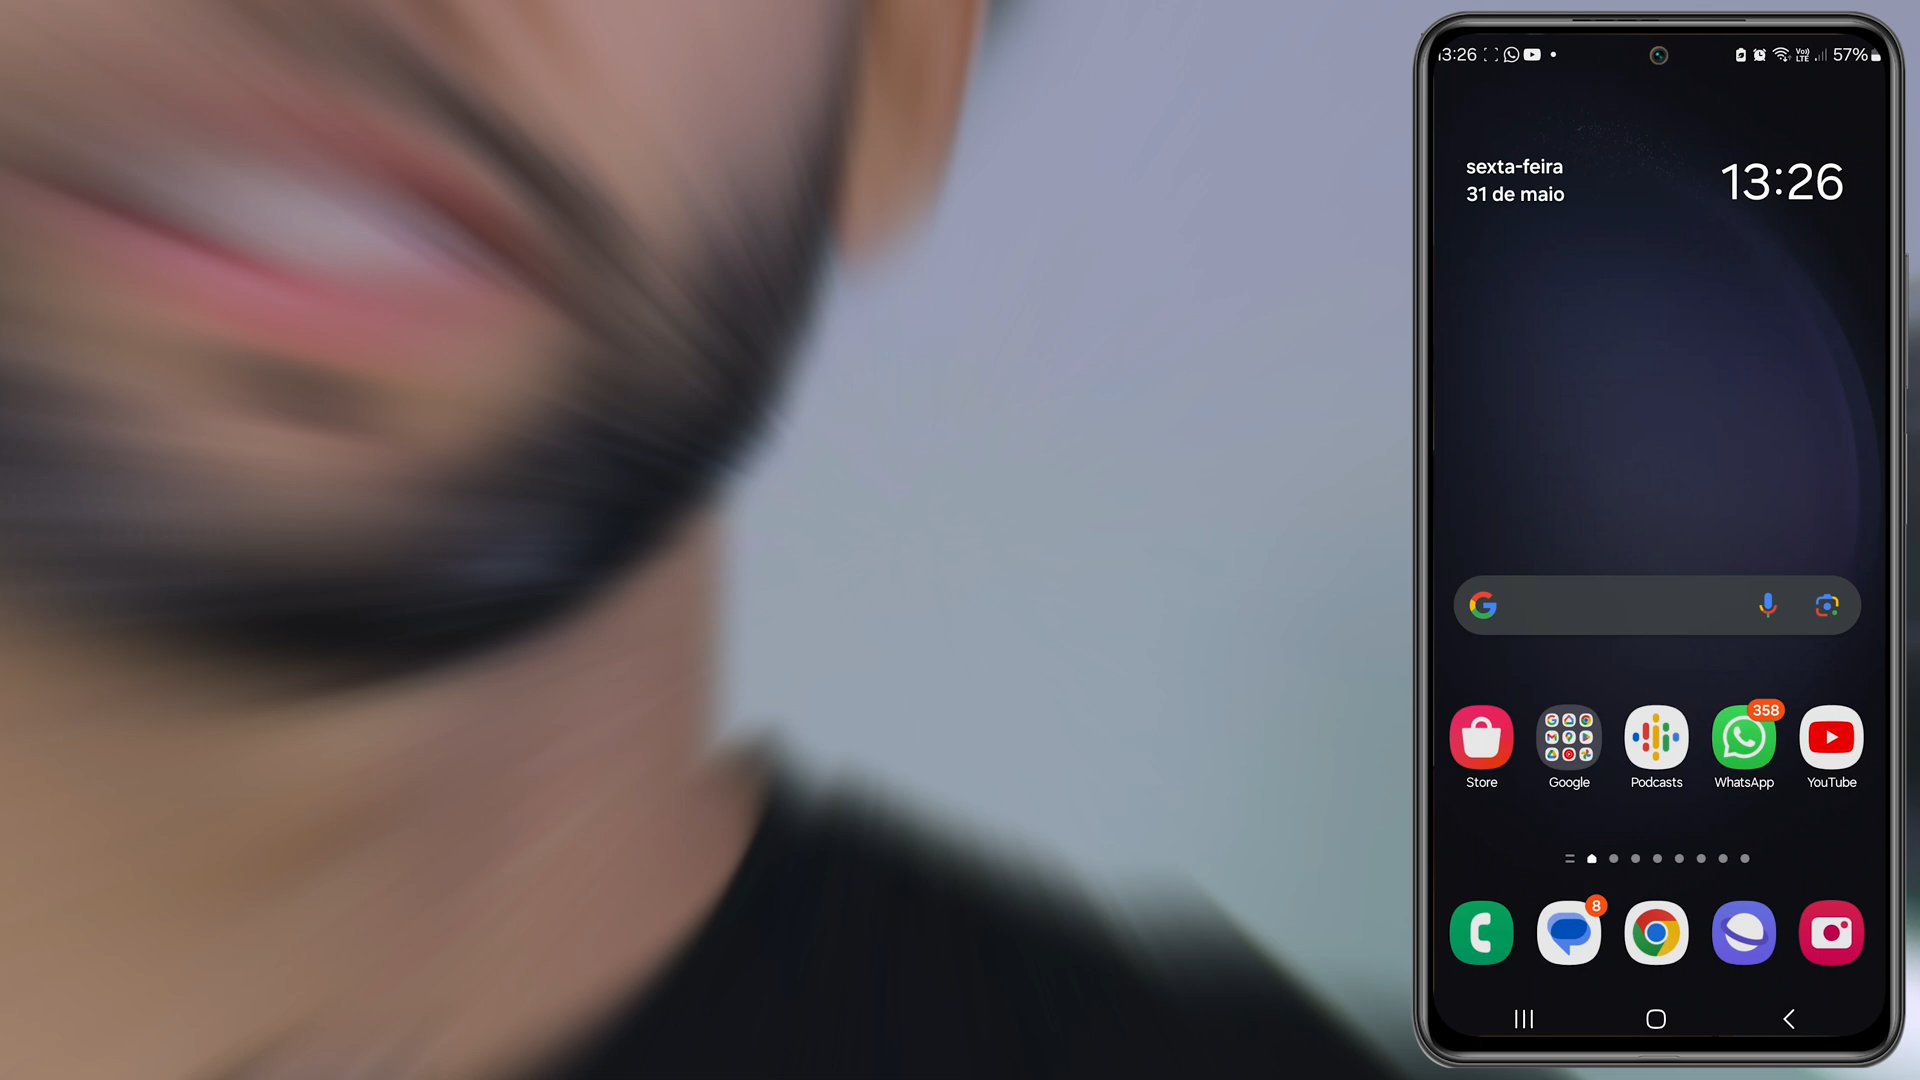 13:26
57%
sexta-feira
31 de maio
13:26
358
Store
Google
Podcasts
WhatsApp
YouTube
8